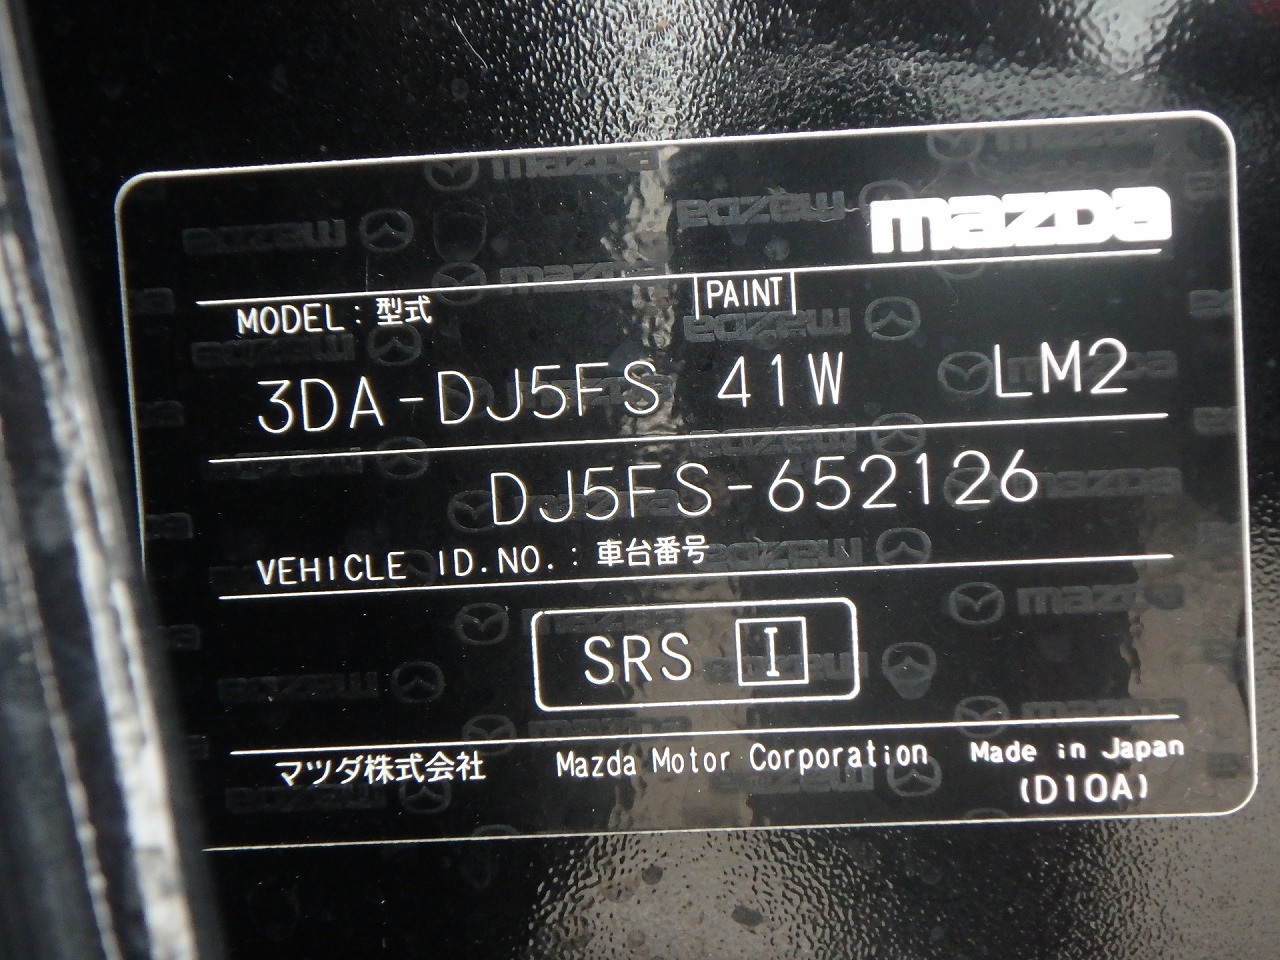 mazda
MODEL: 型式 PAINT
3DA-DJ5FS 41W LM2
DJ5FS-652126
VEHICLE ID.NO.: 車台番号
SRS I
マツダ株式会社 Mazda Motor Corporation Made in Japan
(D10A)